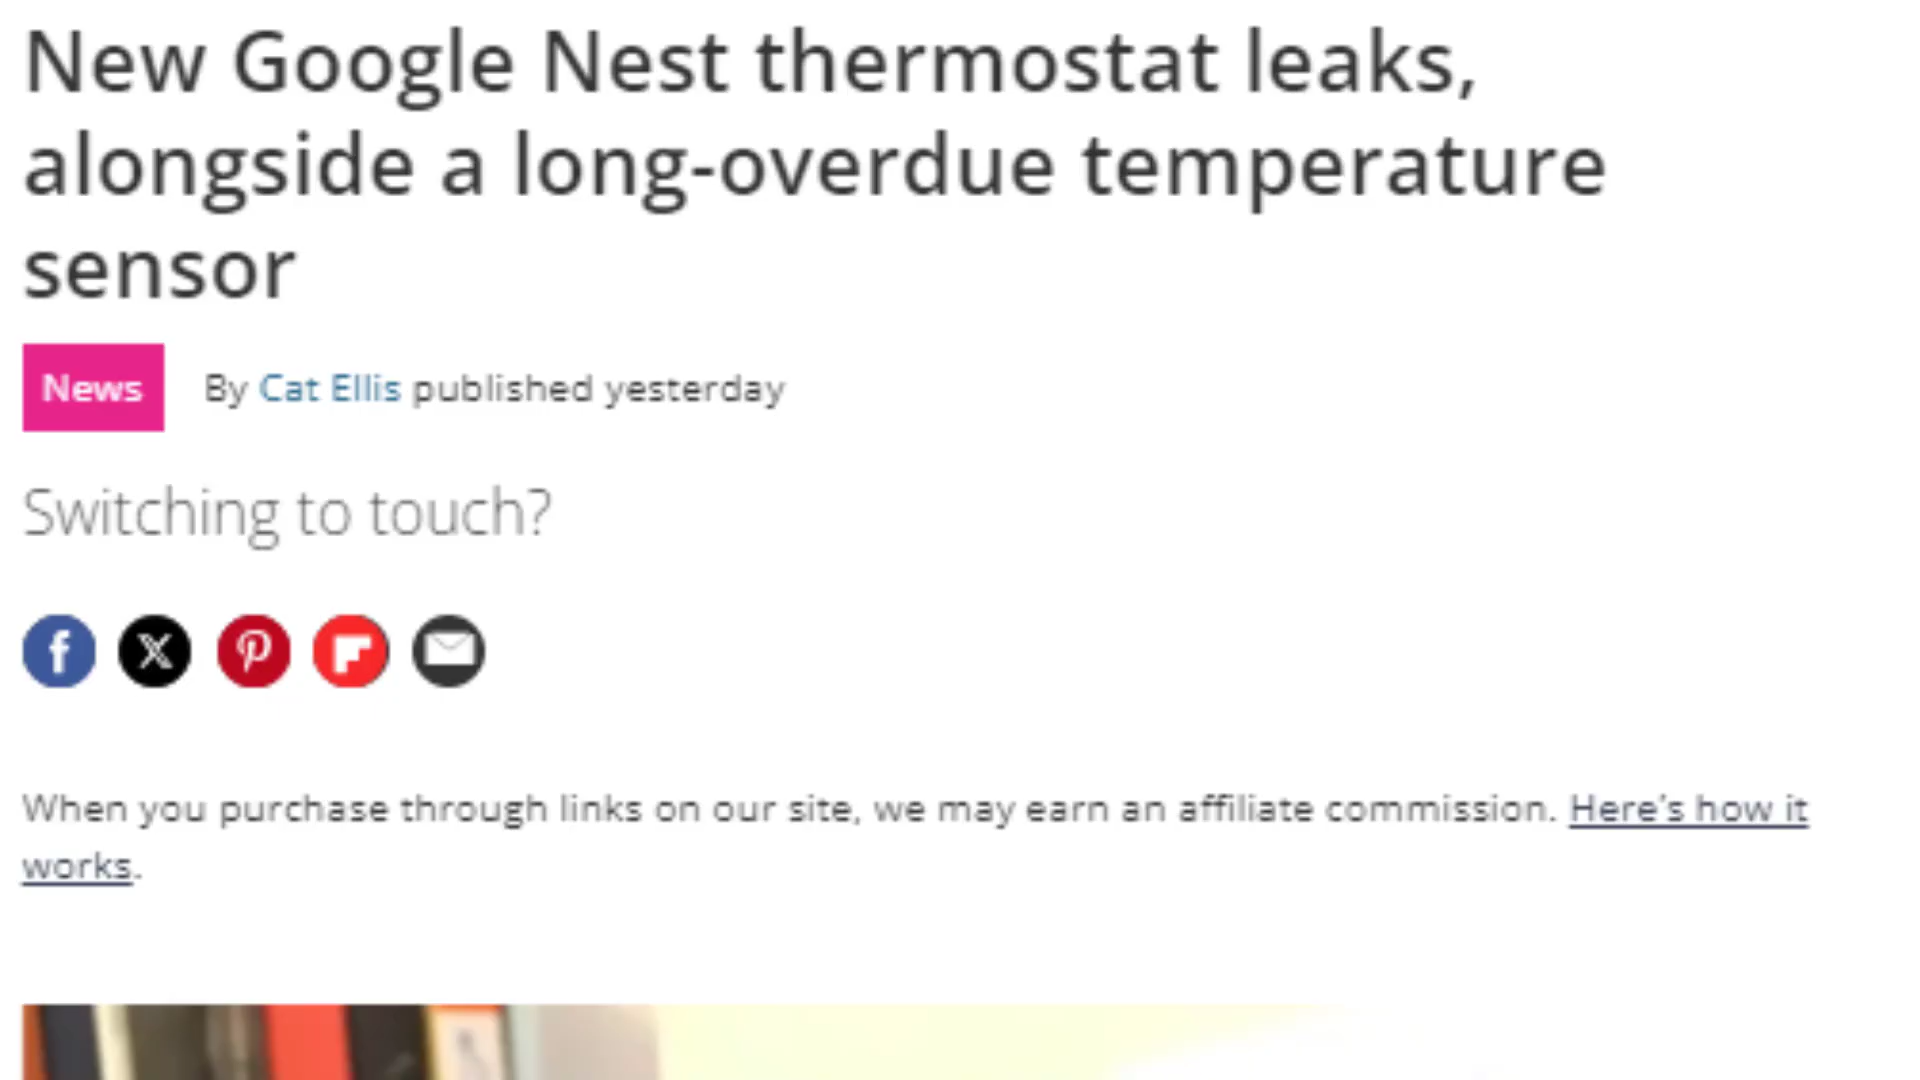 New Google Nest thermostat leaks,
alongside a long-overdue temperature
sensor
News By Cat Ellis published yesterday
Switching to touch?
When you purchase through links on our site, we may earn an affiliate commission. Here's how it
works.